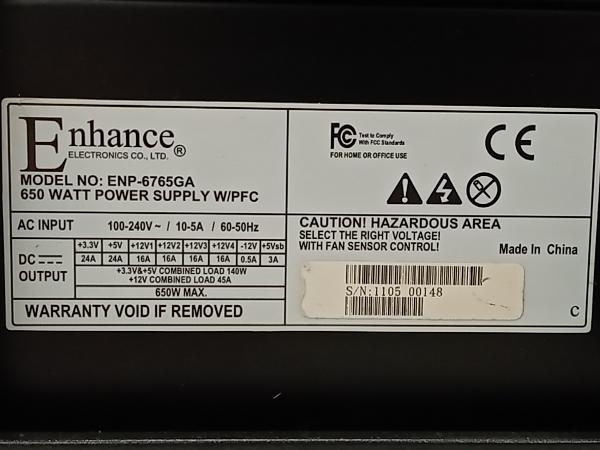 Enhance ®
ELECTRONICS CO., LTD.
MODEL NO: ENP-6765GA
650 WATT POWER SUPPLY W/PFC
AC INPUT 100-240V~ / 10-5A / 60-50Hz
DC OUTPUT
+3.3V +5V +12V1 +12V2 +12V3 +12V4 -12V +5Vsb
24A 24A 16A 16A 16A 16A 0.5A 3A
+3.3V&+5V COMBINED LOAD 140W
+12V COMBINED LOAD 45A
650W MAX.
WARRANTY VOID IF REMOVED
FC Test to Comply
With FCC Standards
FOR HOME OR OFFICE USE
CE
CAUTION! HAZARDOUS AREA
SELECT THE RIGHT VOLTAGE!
WITH FAN SENSOR CONTROL!
Made In China
S/N:1105 00148
C